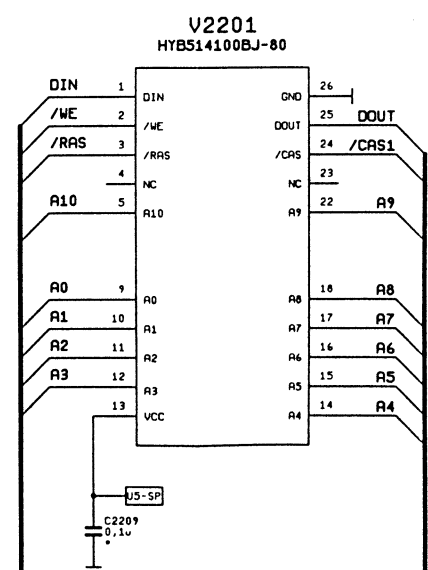 V2201
HYB514100BJ-80
DIN 1 DIN GND 26
/WE 2 /WE DOUT 25 DOUT
/RAS 3 /RAS /CAS 24 /CAS1
4 NC NC 23
A10 5 A10 A9 22 A9
A0 9 A0 A8 18 A8
A1 10 A1 A7 17 A7
A2 11 A2 A6 16 A6
A3 12 A3 A5 15 A5
13 VCC A4 14 A4
U5-SP
C2209
0,1u